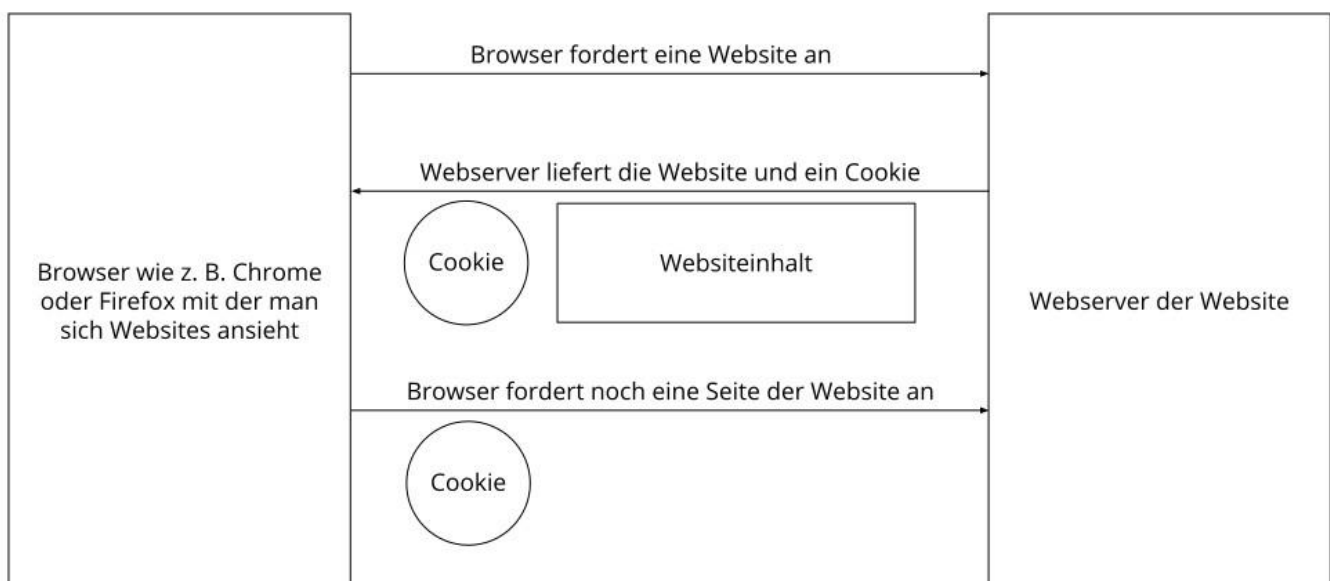 Browser fordert eine Website an
Webserver liefert die Website und ein Cookie
Cookie
Websiteinhalt
Browser wie z. B. Chrome
oder Firefox mit der man
sich Websites ansieht
Webserver der Website
Browser fordert noch eine Seite der Website an
Cookie